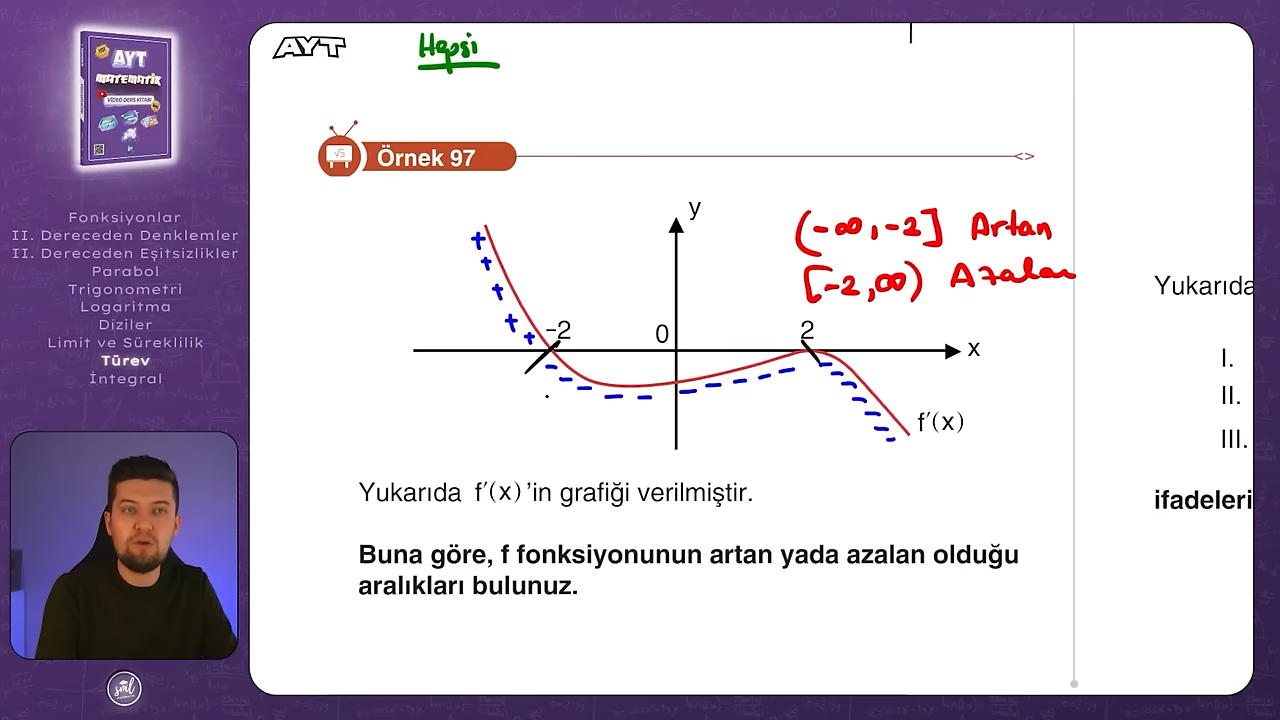 AYT
MATEMATİK
VİDEO DERS KİTABI
Fonksiyonlar
II. Dereceden Denklemler
II. Dereceden Eşitsizlikler
Parabol
Trigonometri
Logaritma
Diziler
Limit ve Süreklilik
Türev
İntegral
sml
AYT
Hepsi
√3
Örnek 97
<>
y
(-∞,-2] Artan
[-2,∞) Azalan
-2
0
2
x
f′(x)
Yukarıda f′(x)'in grafiği verilmiştir.
Buna göre, f fonksiyonunun artan yada azalan olduğu
aralıkları bulunuz.
Yukarıda
I.
II.
III.
ifadeleri